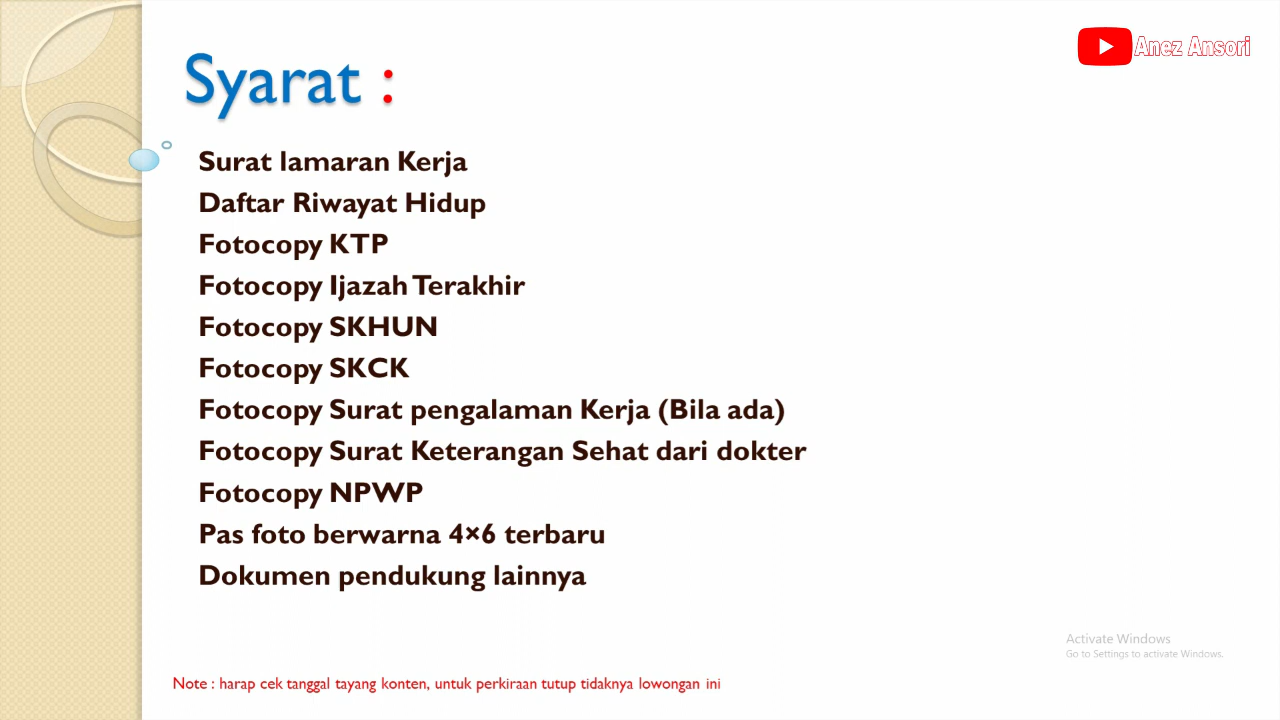 Anez Ansori
Syarat :
Surat lamaran Kerja
Daftar Riwayat Hidup
Fotocopy KTP
Fotocopy Ijazah Terakhir
Fotocopy SKHUN
Fotocopy SKCK
Fotocopy Surat pengalaman Kerja (Bila ada)
Fotocopy Surat Keterangan Sehat dari dokter
Fotocopy NPWP
Pas foto berwarna 4×6 terbaru
Dokumen pendukung lainnya
Activate Windows
Go to Settings to activate Windows.
Note : harap cek tanggal tayang konten, untuk perkiraan tutup tidaknya lowongan ini